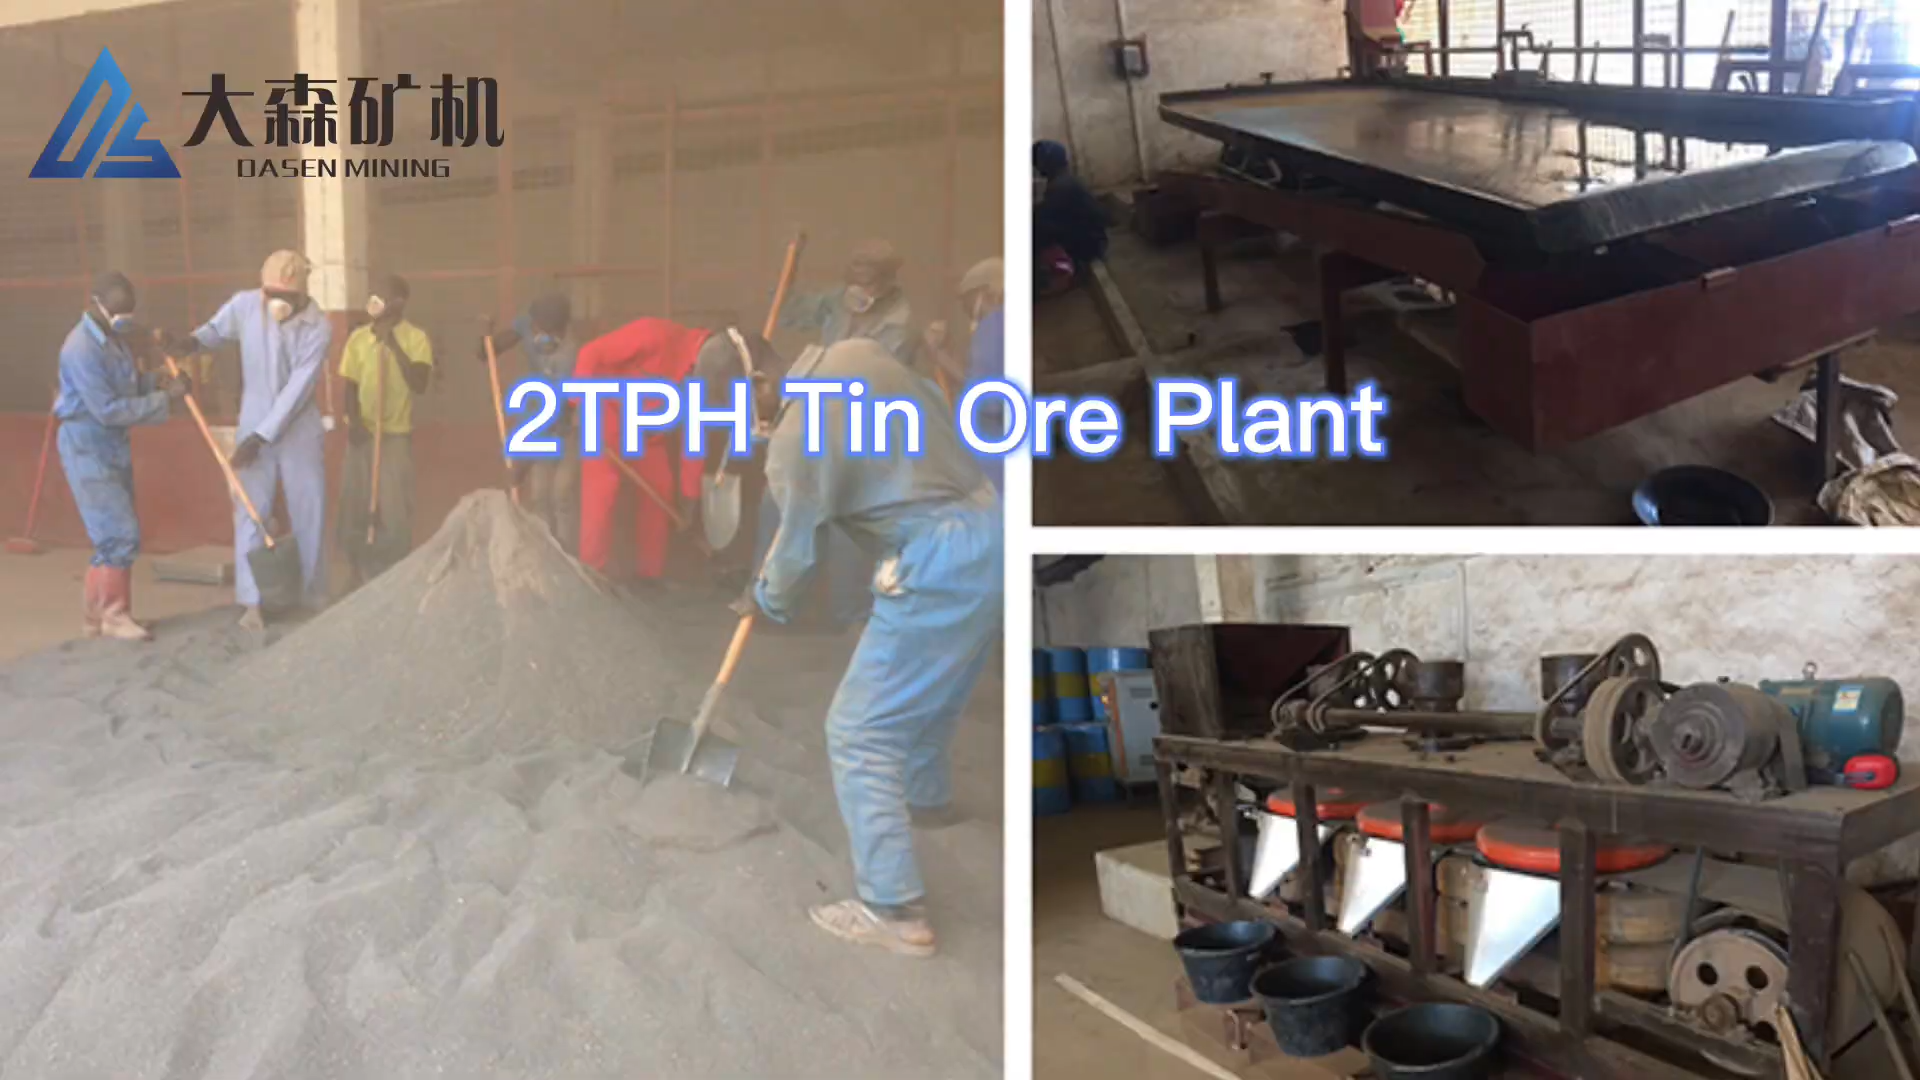 大森矿机
DASEN MINING
2TPH Tin Ore Plant